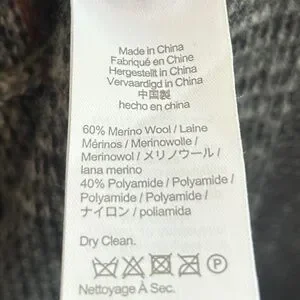 Made in China
Fabriqué en Chine
Hergestellt in China
Vervaardigd in China
中国製
hecho en china
60% Merino Wool / Laine
Mérinos / Merinowolle /
Merinowol / メリノウール /
lana merino
40% Polyamide / Polyamide /
Polyamide / Polyamide /
ナイロン / poliamida
Dry Clean.
P
Nettoyage À Sec.